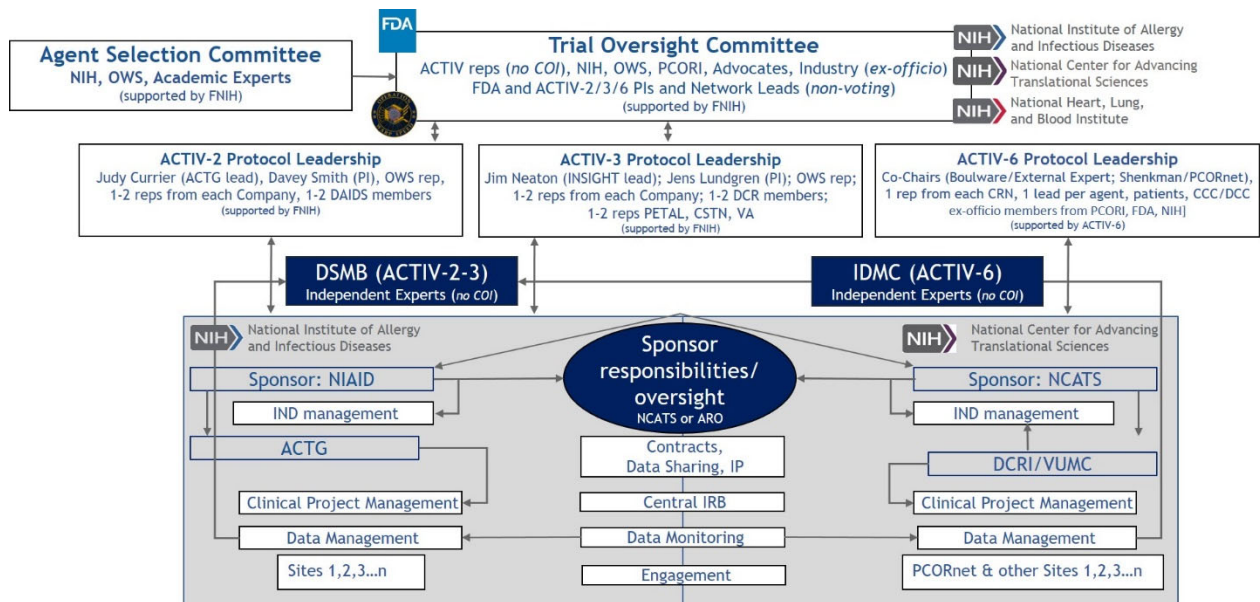 FDA
Agent Selection Committee
NIH, OWS, Academic Experts
(supported by FNIH)
Trial Oversight Committee
ACTIV reps (no COI), NIH, OWS, PCORI, Advocates, Industry (ex-officio)
FDA and ACTIV-2/3/6 PIs and Network Leads (non-voting)
(supported by FNIH)
NIH
National Institute of Allergy
and Infectious Diseases
NIH
National Center for Advancing
Translational Sciences
NIH
National Heart, Lung,
and Blood Institute
ACTIV-2 Protocol Leadership
Judy Currier (ACTG lead), Davey Smith (PI), OWS rep,
1-2 reps from each Company, 1-2 DAIDS members
(supported by FNIH)
ACTIV-3 Protocol Leadership
Jim Neaton (INSIGHT lead); Jens Lundgren (PI); OWS rep;
1-2 reps from each Company; 1-2 DCR members;
1-2 reps PETAL, CSTN, VA
(supported by FNIH)
ACTIV-6 Protocol Leadership
Co-Chairs (Boulware/External Expert; Shenkman/PCORnet),
1 rep from each CRN, 1 lead per agent, patients, CCC/DCC
ex-officio members from PCORI, FDA, NIH]
(supported by ACTIV-6)
DSMB (ACTIV-2-3)
Independent Experts (no COI)
IDMC (ACTIV-6)
Independent Experts (no COI)
NIH
National Institute of Allergy
and Infectious Diseases
NIH
National Center for Advancing
Translational Sciences
Sponsor
responsibilities/
oversight
NCATS or ARO
Sponsor: NIAID
Sponsor: NCATS
IND management
IND management
ACTG
Contracts,
Data Sharing, IP
DCRI/VUMC
Clinical Project Management
Central IRB
Clinical Project Management
Data Management
Data Monitoring
Data Management
Sites 1,2,3...n
Engagement
PCORnet & other Sites 1,2,3...n